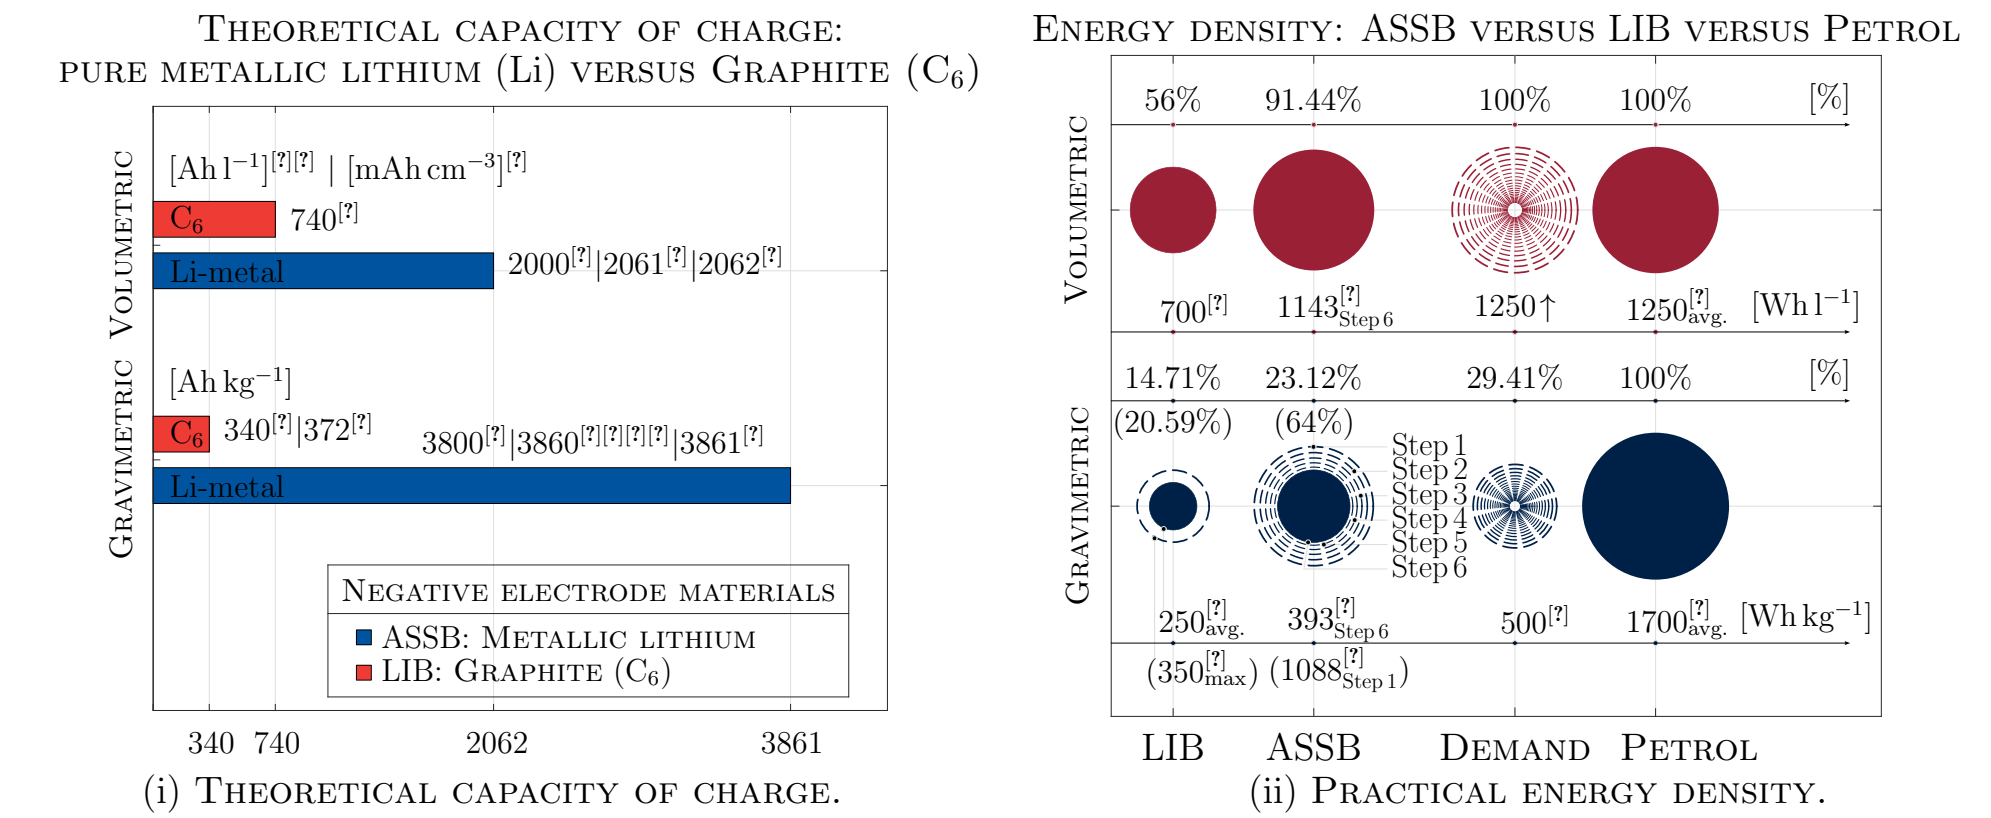 Theoretical capacity of charge:
pure metallic lithium (Li) versus Graphite (C₆)
Volumetric
[Ah l⁻¹][?][?] | [mAh cm⁻³][?]
C₆ 740[?]
Li-metal 2000[?]|2061[?]|2062[?]
Gravimetric
[Ah kg⁻¹]
C₆ 340[?]|372[?]
3800[?]|3860[?][?][?][?]|3861[?]
Li-metal
Negative electrode materials
ASSB: Metallic lithium
LIB: Graphite (C₆)
340 740 2062 3861
(i) Theoretical capacity of charge.
Energy density: ASSB versus LIB versus Petrol
Volumetric
56% 91.44% 100% 100% [%]
700[?] 1143[?] Step 6 1250↑ 1250[?] avg. [Wh l⁻¹]
Gravimetric
14.71% 23.12% 29.41% 100% [%]
(20.59%) (64%)
Step 1
Step 2
Step 3
Step 4
Step 5
Step 6
250[?] avg. 393[?] Step 6 500[?] 1700[?] avg. [Wh kg⁻¹]
(350[?] max) (1088[?] Step 1)
LIB ASSB Demand Petrol
(ii) Practical energy density.